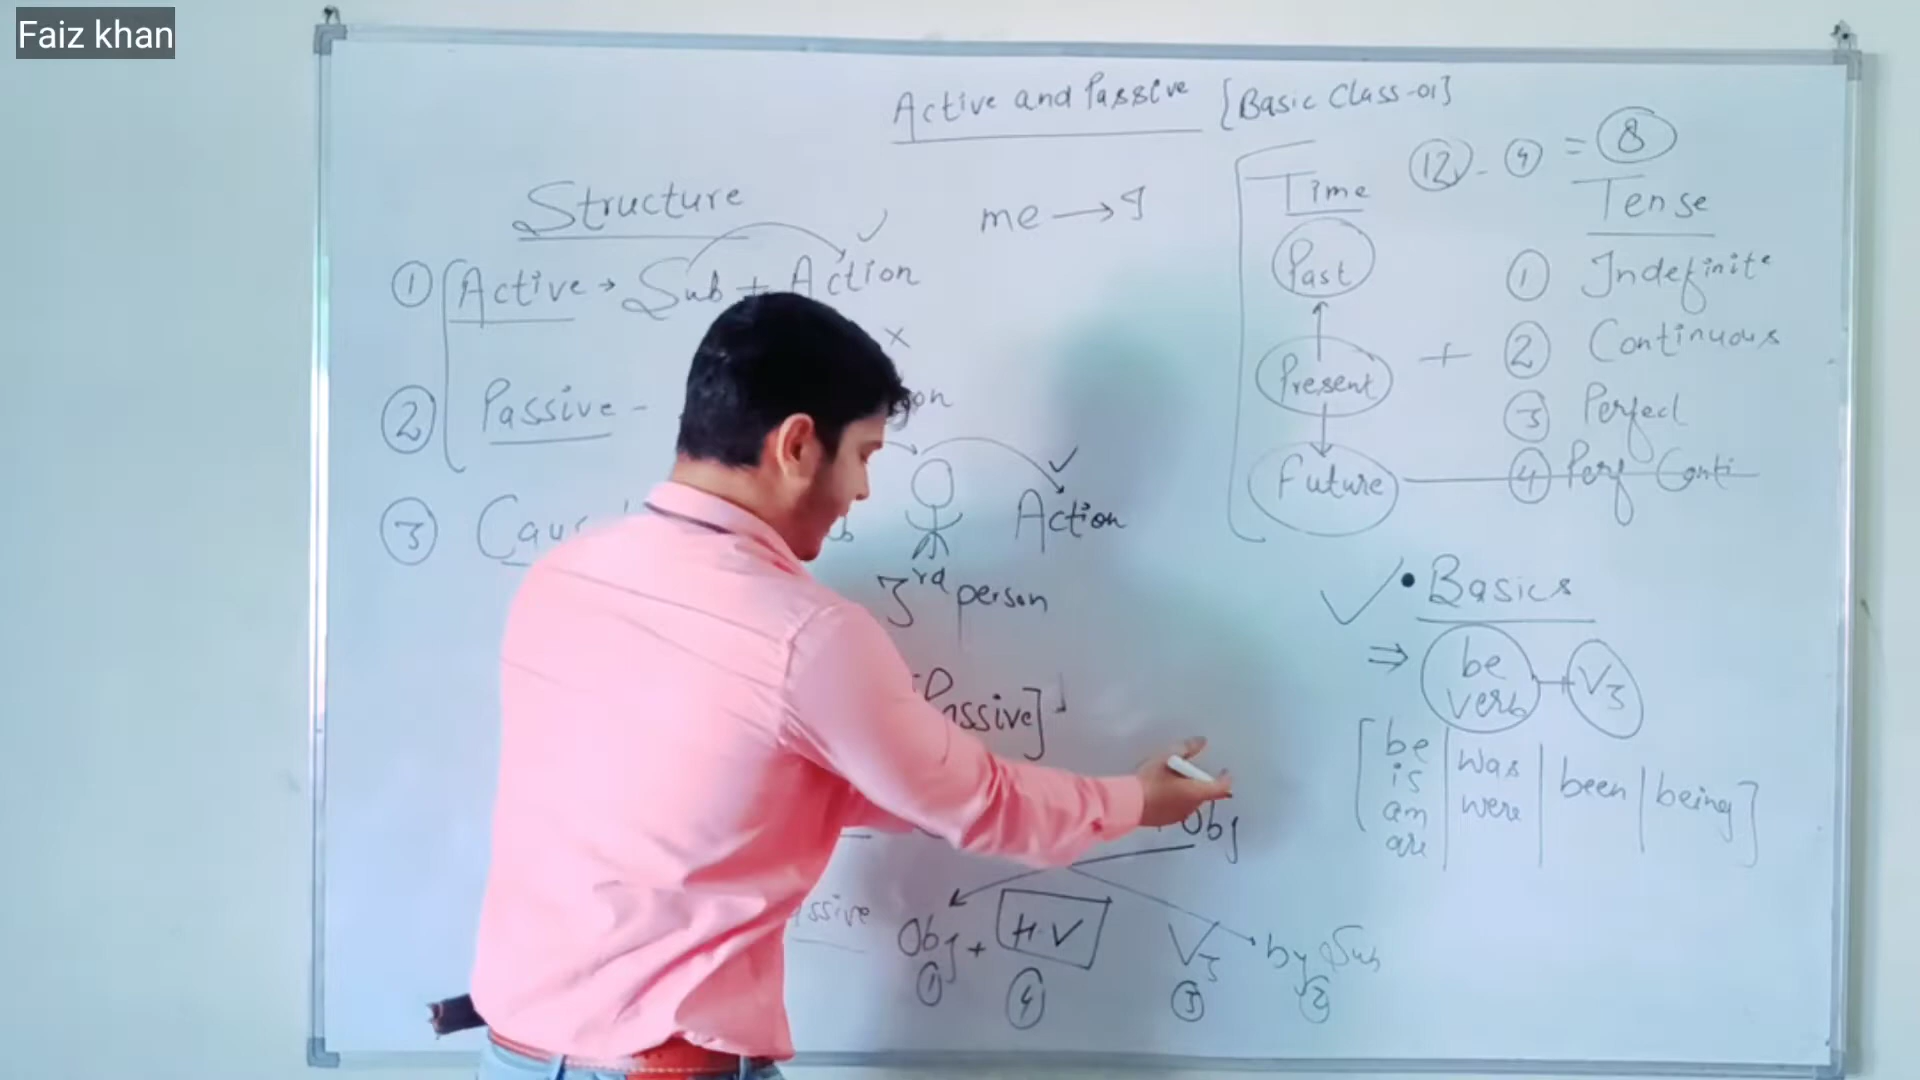 Faiz khan
Active and Passive [Basic Class-01]
Structure
me → I
① Active → Sub + Action
② Passive -
③
Action
3rd person
Passive]
Obj
Obj + H.V V3 by Sub
① ④ ③ ②
12 - 4 = 8
Time
Tense
Past
Present +
Future
① Indefinite
② Continuous
③ Perfect
④ Perf Conti
• Basics
⇒ be verb + V3
[be is am are | was were | been | being]